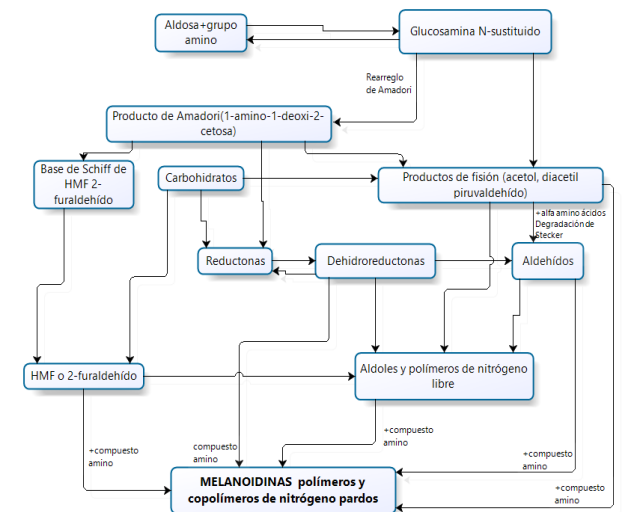 Aldosa+grupo
amino
Glucosamina N-sustituido
Rearreglo
de Amadori
Producto de Amadori(1-amino-1-deoxi-2-
cetosa)
Base de Schiff de
HMF 2-
furaldehído
Carbohidratos
Productos de fisión (acetol, diacetil
piruvaldehído)
+alfa amino ácidos
Degradación de
Stecker
Reductonas
Dehidroreductonas
Aldehídos
HMF o 2-furaldehído
Aldoles y polímeros de nitrógeno
libre
+compuesto
amino
compuesto
amino
+compuesto
amino
+compuesto
amino
+compuesto
amino
MELANOIDINAS polímeros y
copolímeros de nitrógeno pardos